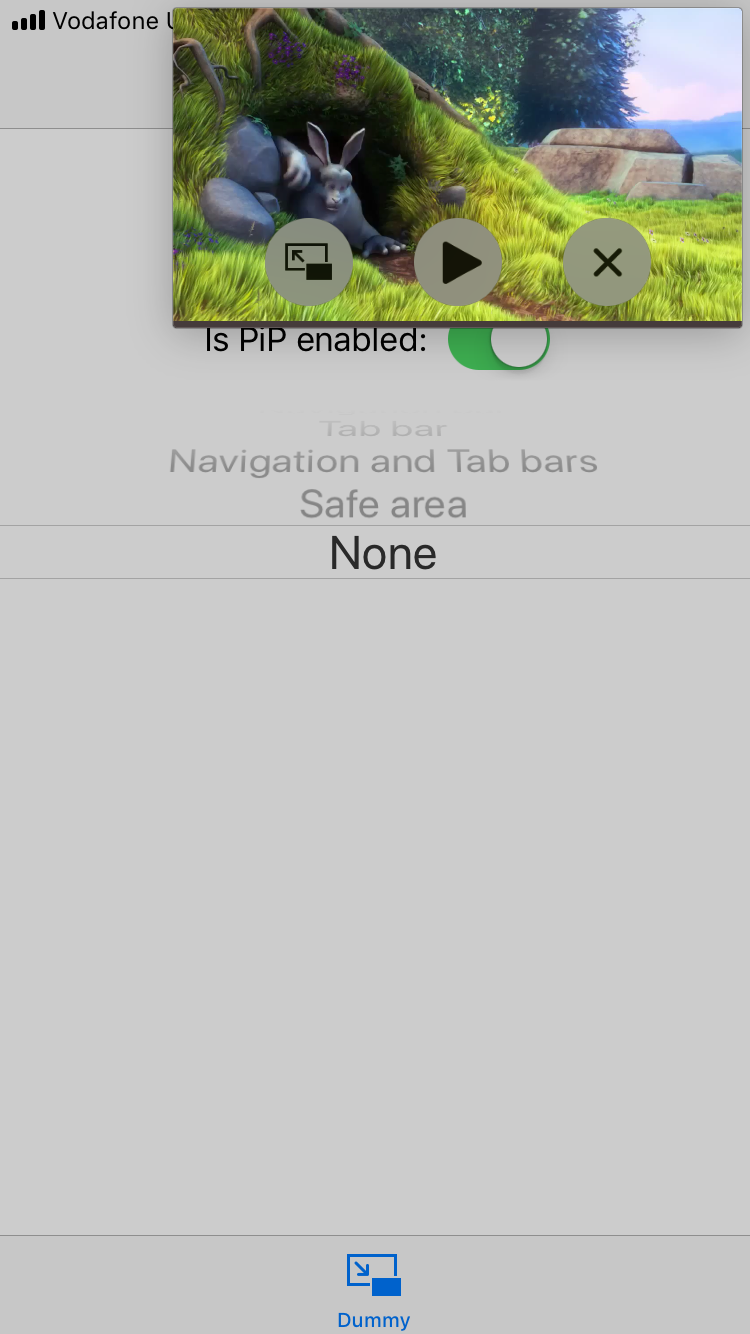 Vodafone
Is PiP enabled:
Tab bar
Navigation and Tab bars
Safe area
None
Dummy